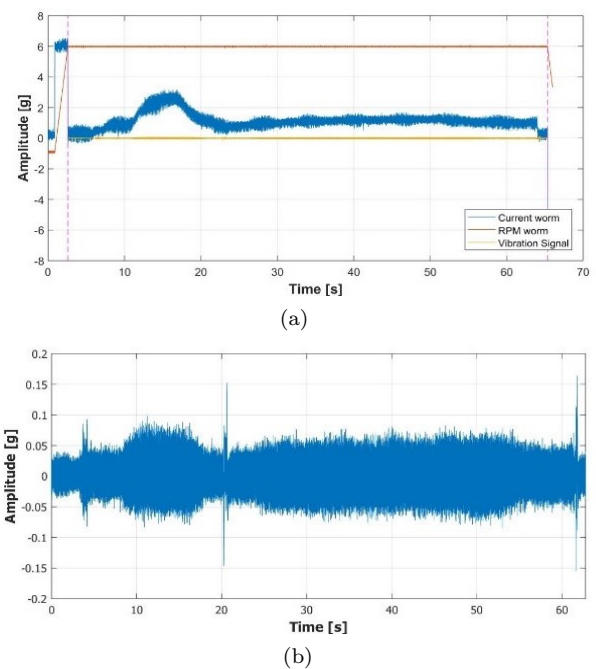 8
6
4
2
0
-2
-4
-6
-8
Amplitude [g]
Current worm
RPM worm
Vibration Signal
0 10 20 30 40 50 60 70
Time [s]
(a)
0.2
0.15
0.1
0.05
0
-0.05
-0.1
-0.15
-0.2
Amplitude [g]
0 10 20 30 40 50 60
Time [s]
(b)